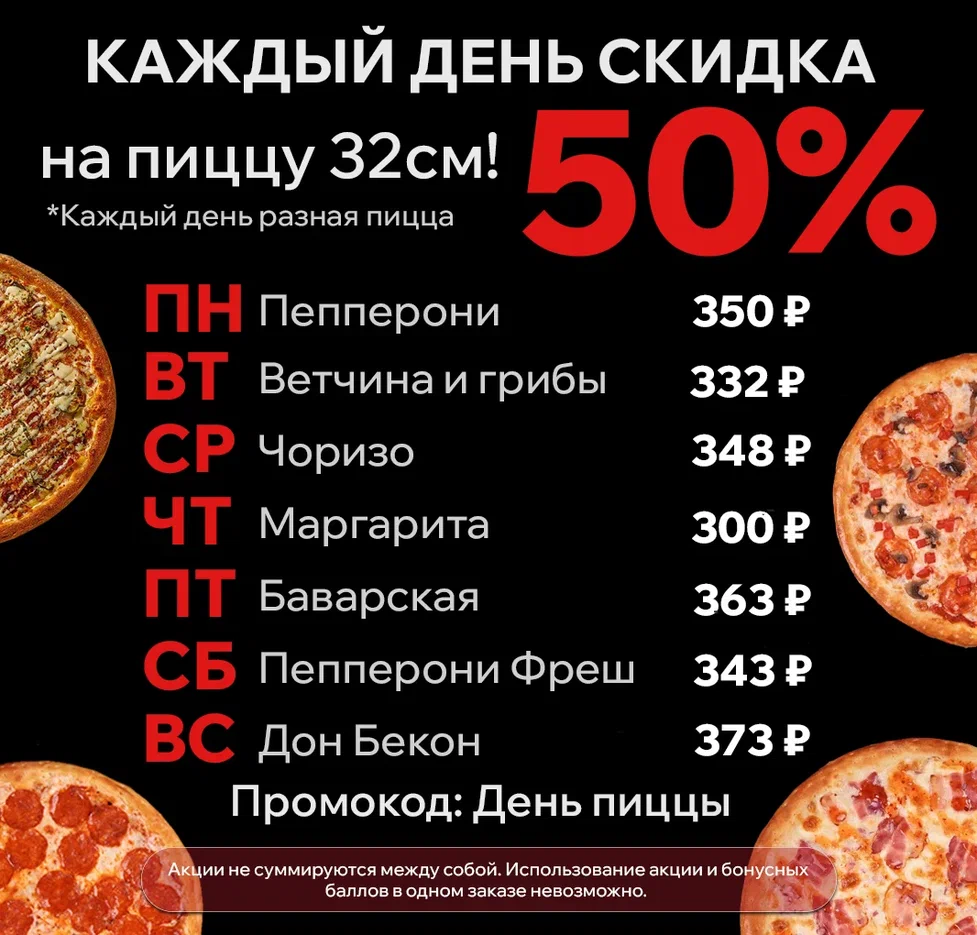 КАЖДЫЙ ДЕНЬ СКИДКА
на пиццу 32см! 50%
*Каждый день разная пицца
ПН Пепперони 350 ₽
ВТ Ветчина и грибы 332 ₽
СР Чоризо 348 ₽
ЧТ Маргарита 300 ₽
ПТ Баварская 363 ₽
СБ Пепперони Фреш 343 ₽
ВС Дон Бекон 373 ₽
Промокод: День пиццы
Акции не суммируются между собой. Использование акции и бонусных
баллов в одном заказе невозможно.